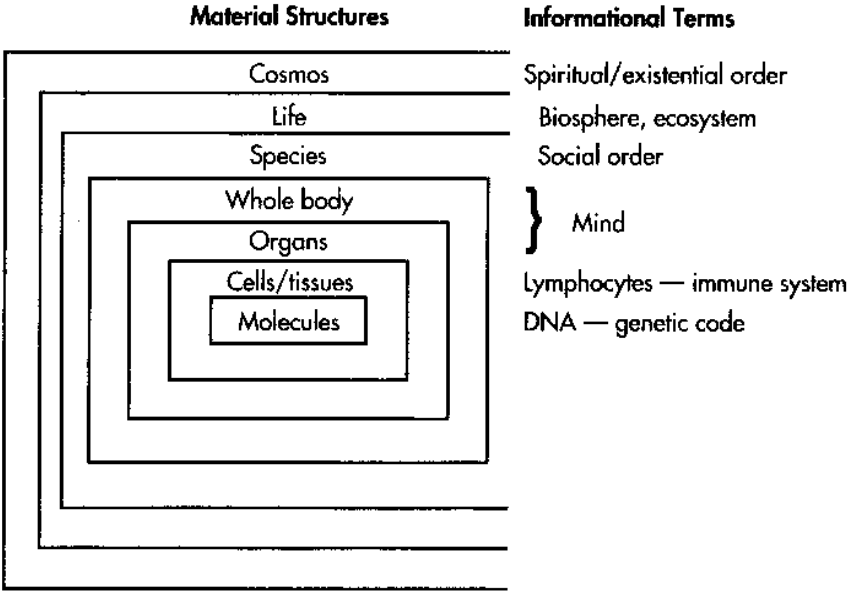 Material Structures Informational Terms
Cosmos Spiritual/existential order
Life Biosphere, ecosystem
Species Social order
Whole body
} Mind
Organs
Cells/tissues Lymphocytes — immune system
Molecules DNA — genetic code